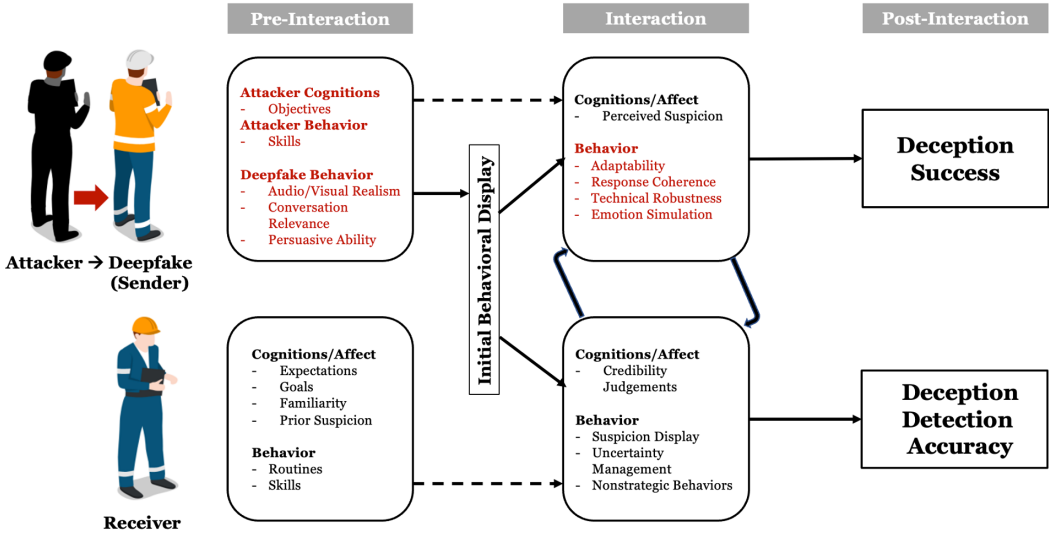 Pre-Interaction
Interaction
Post-Interaction
Attacker → Deepfake
(Sender)
Attacker Cognitions
- Objectives
Attacker Behavior
- Skills
Deepfake Behavior
- Audio/Visual Realism
- Conversation
Relevance
- Persuasive Ability
Initial Behavioral Display
Cognitions/Affect
- Perceived Suspicion
Behavior
- Adaptability
- Response Coherence
- Technical Robustness
- Emotion Simulation
Deception
Success
Receiver
Cognitions/Affect
- Expectations
- Goals
- Familiarity
- Prior Suspicion
Behavior
- Routines
- Skills
Cognitions/Affect
- Credibility
Judgements
Behavior
- Suspicion Display
- Uncertainty
Management
- Nonstrategic Behaviors
Deception
Detection
Accuracy